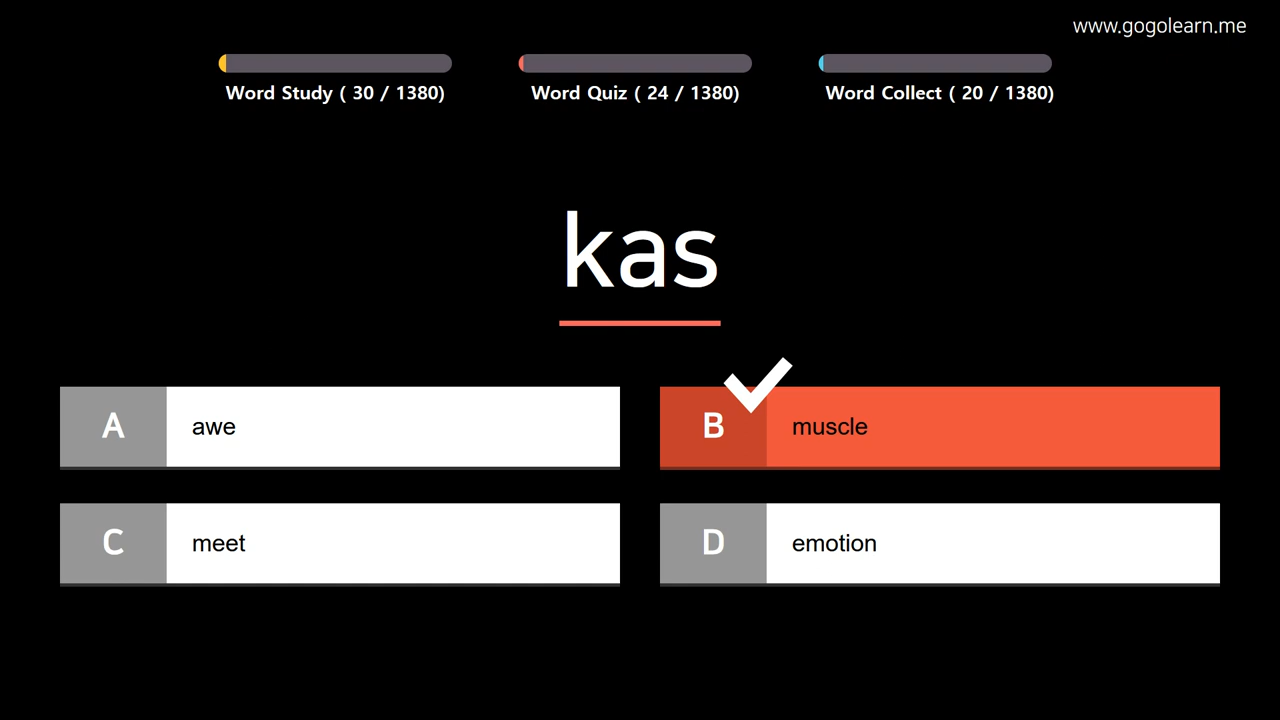 www.gogolearn.me
Word Study ( 30 / 1380)
Word Quiz ( 24 / 1380)
Word Collect ( 20 / 1380)
kas
A awe
B muscle
C meet
D emotion